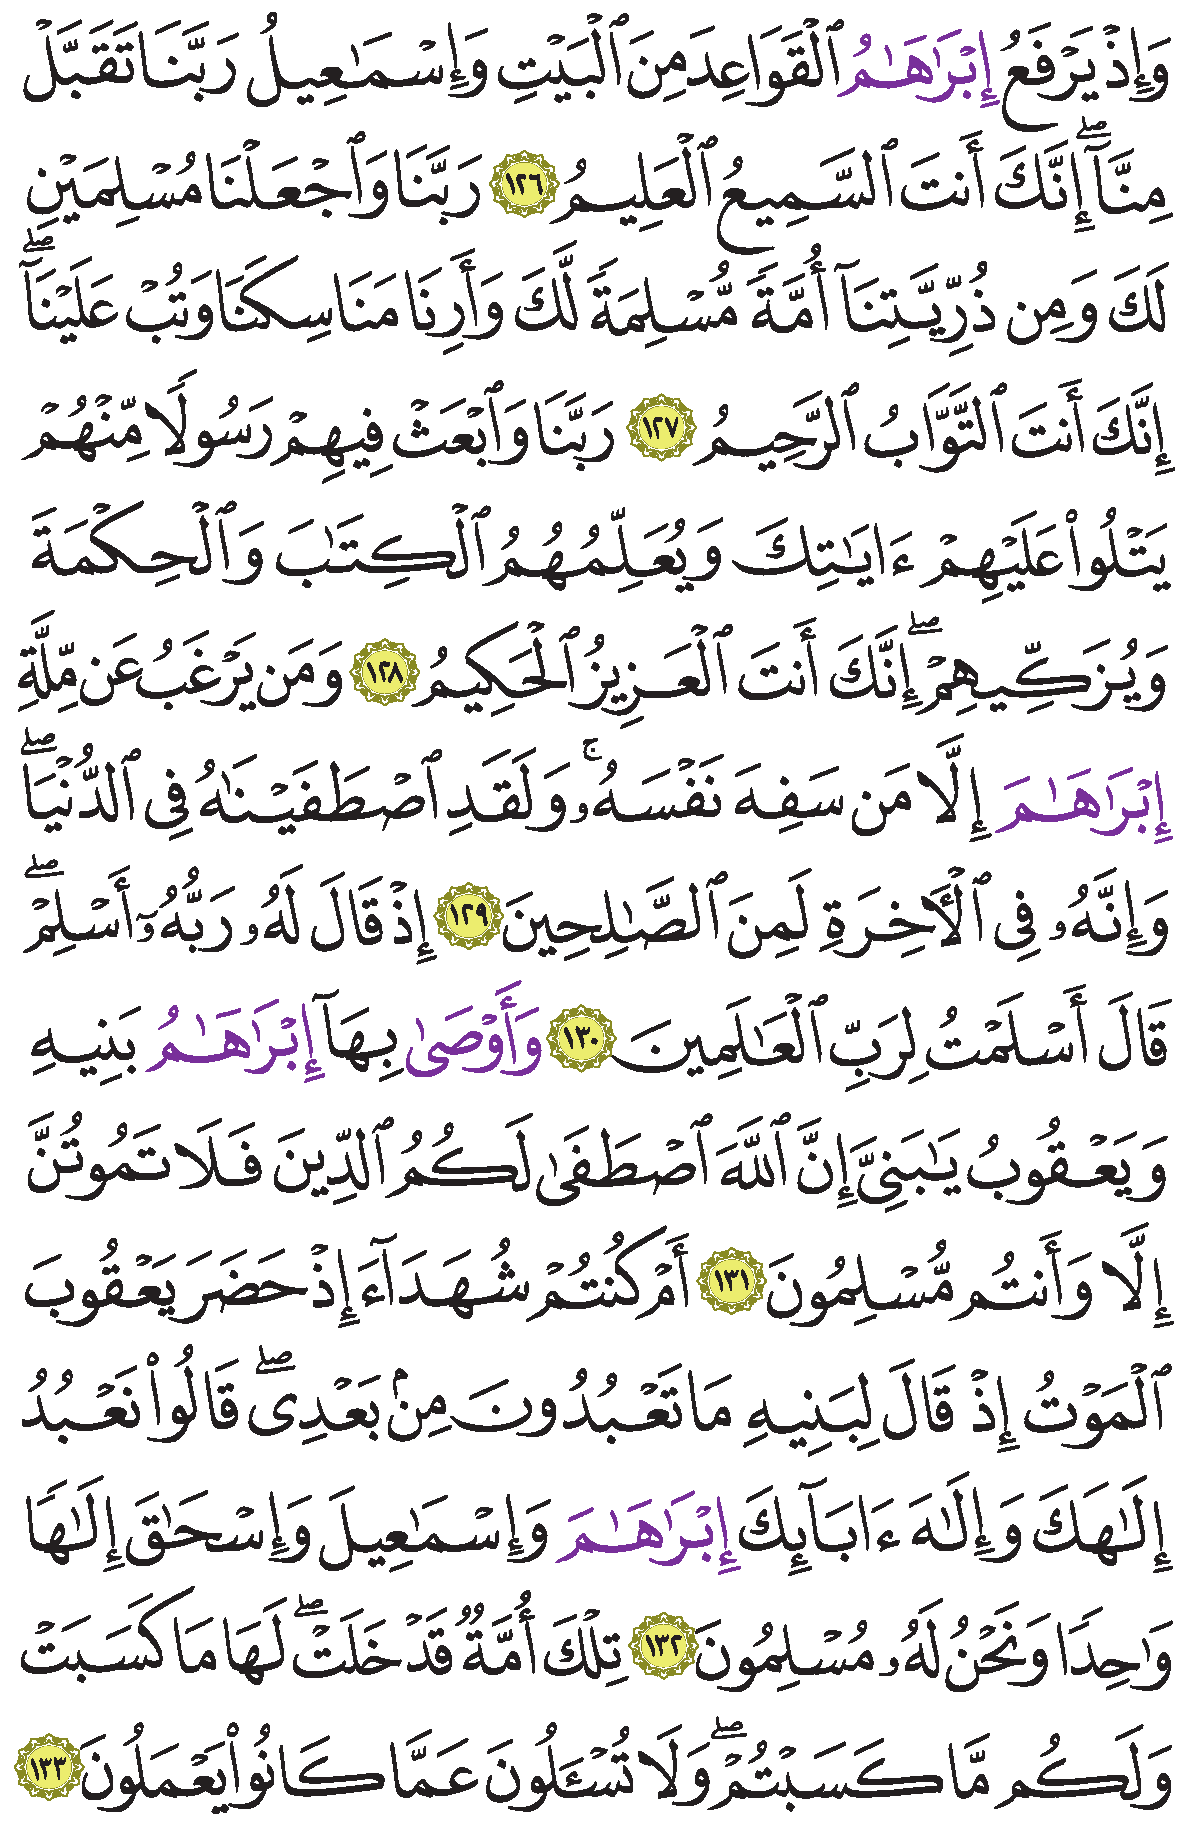 وَإِذْ يَرْفَعُ إِبْرَٰهَٰمُ ٱلْقَوَاعِدَ مِنَ ٱلْبَيْتِ وَإِسْمَٰعِيلُ رَبَّنَا تَقَبَّلْ
مِنَّآۖ إِنَّكَ أَنتَ ٱلسَّمِيعُ ٱلْعَلِيمُ ١٢٦ رَبَّنَا وَٱجْعَلْنَا مُسْلِمَيْنِ
لَكَ وَمِن ذُرِّيَّتِنَآ أُمَّةً مُّسْلِمَةً لَّكَ وَأَرِنَا مَنَاسِكَنَا وَتُبْ عَلَيْنَآۖ
إِنَّكَ أَنتَ ٱلتَّوَّابُ ٱلرَّحِيمُ ١٢٧ رَبَّنَا وَٱبْعَثْ فِيهِمْ رَسُولًا مِّنْهُمْ
يَتْلُوا۟ عَلَيْهِمْ ءَايَٰتِكَ وَيُعَلِّمُهُمُ ٱلْكِتَٰبَ وَٱلْحِكْمَةَ
وَيُزَكِّيهِمْۖ إِنَّكَ أَنتَ ٱلْعَزِيزُ ٱلْحَكِيمُ ١٢٨ وَمَن يَرْغَبُ عَن مِّلَّةِ
إِبْرَٰهَٰمَ إِلَّا مَن سَفِهَ نَفْسَهُۥۚ وَلَقَدِ ٱصْطَفَيْنَٰهُ فِى ٱلدُّنْيَاۖ
وَإِنَّهُۥ فِى ٱلْأَخِرَةِ لَمِنَ ٱلصَّٰلِحِينَ ١٢٩ إِذْ قَالَ لَهُۥ رَبُّهُۥٓ أَسْلِمْۖ
قَالَ أَسْلَمْتُ لِرَبِّ ٱلْعَٰلَمِينَ ١٣٠ وَأَوْصَىٰ بِهَآ إِبْرَٰهَٰمُ بَنِيهِ
وَيَعْقُوبُ يَٰبَنِىَّ إِنَّ ٱللَّهَ ٱصْطَفَىٰ لَكُمُ ٱلدِّينَ فَلَا تَمُوتُنَّ
إِلَّا وَأَنتُم مُّسْلِمُونَ ١٣١ أَمْ كُنتُمْ شُهَدَآءَ إِذْ حَضَرَ يَعْقُوبَ
ٱلْمَوْتُ إِذْ قَالَ لِبَنِيهِ مَا تَعْبُدُونَ مِنۢ بَعْدِىۖ قَالُوا۟ نَعْبُدُ
إِلَٰهَكَ وَإِلَٰهَ ءَابَآئِكَ إِبْرَٰهَٰمَ وَإِسْمَٰعِيلَ وَإِسْحَٰقَ إِلَٰهًا
وَٰحِدًا وَنَحْنُ لَهُۥ مُسْلِمُونَ ١٣٢ تِلْكَ أُمَّةٌ قَدْ خَلَتْۖ لَهَا مَا كَسَبَتْ
وَلَكُم مَّا كَسَبْتُمْۖ وَلَا تُسْـَٔلُونَ عَمَّا كَانُوا۟ يَعْمَلُونَ ١٣٣